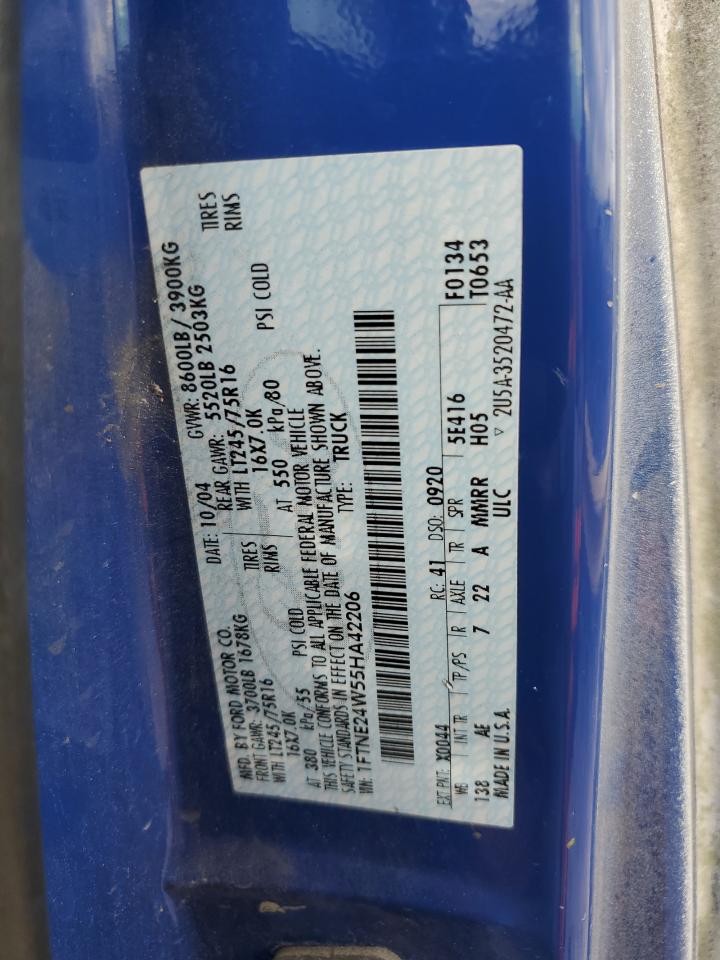 MFD. BY FORD MOTOR CO.
DATE: 10/04 GVWR: 8600LB/ 3900KG
FRONT GAWR: 3700LB 1678KG REAR GAWR: 5520LB 2503KG
WITH LT245/75R16 TIRES WITH LT245/75R16 TIRES
16X7.0K RIMS 16X7.0K RIMS
AT 380 kPa/55 PSI COLD AT 550 kPa/80 PSI COLD
THIS VEHICLE CONFORMS TO ALL APPLICABLE FEDERAL MOTOR VEHICLE
SAFETY STANDARDS IN EFFECT ON THE DATE OF MANUFACTURE SHOWN ABOVE.
VIN: 1FTNE24W55HA42206 TYPE: TRUCK
EXT PNT: X0044 RC: 41 DSO: 0920
WB INT TR TP/PS R AXLE TR SPR 5E416 F0134
138 AE 7 22 A MMRR H05 T0653
MADE IN U.S.A. ULC ▽ 2U5A-3520472-AA